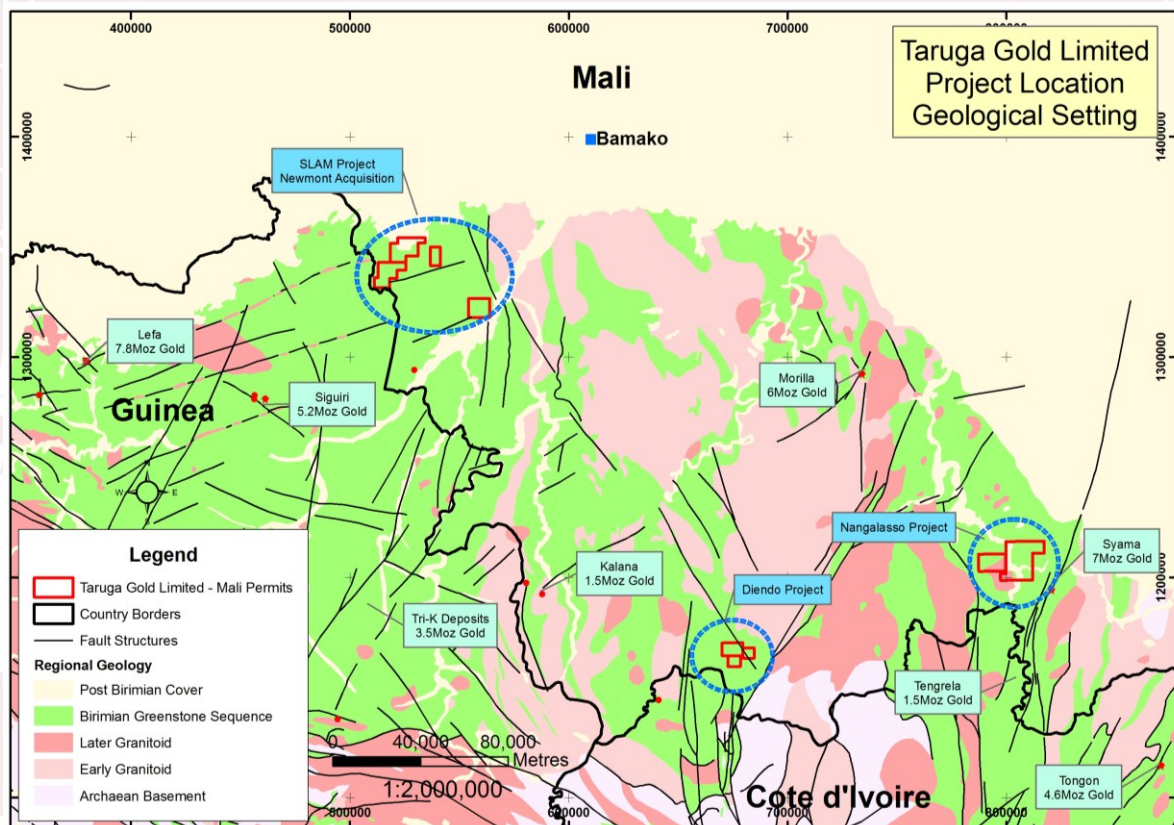 400000
500000
600000
700000
800000
Taruga Gold Limited
Project Location
Geological Setting
Mali
Bamako
1400000
1400000
SLAM Project
Newmont Acquisition
Lefa
7.8Moz Gold
1300000
1300000
Siguiri
5.2Moz Gold
Guinea
Morilla
6Moz Gold
N
W
E
S
Nangalasso Project
Syama
7Moz Gold
Kalana
1.5Moz Gold
1200000
Diendo Project
Tri-K Deposits
3.5Moz Gold
Tengrela
1.5Moz Gold
Tongon
4.6Moz Gold
Cote d'Ivoire
Legend
Taruga Gold Limited - Mali Permits
Country Borders
Fault Structures
Regional Geology
Post Birimian Cover
Birimian Greenstone Sequence
Later Granitoid
Early Granitoid
Archaean Basement
0 40,000 80,000
Metres
1:2,000,000
500000
600000
700000
800000